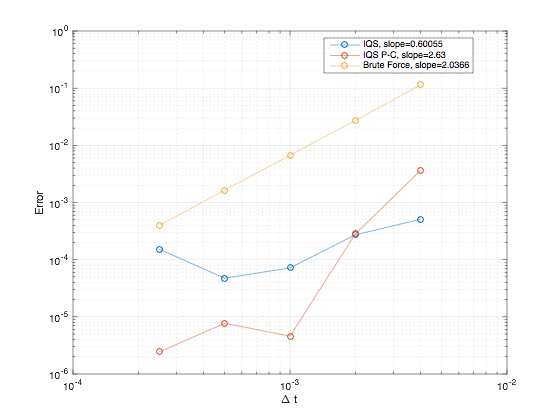 IQS, slope=0.60055
IQS P-C, slope=2.63
Brute Force, slope=2.0366
10^0
10^-1
10^-2
10^-3
10^-4
10^-5
10^-6
Error
10^-4
10^-3
10^-2
Δ t